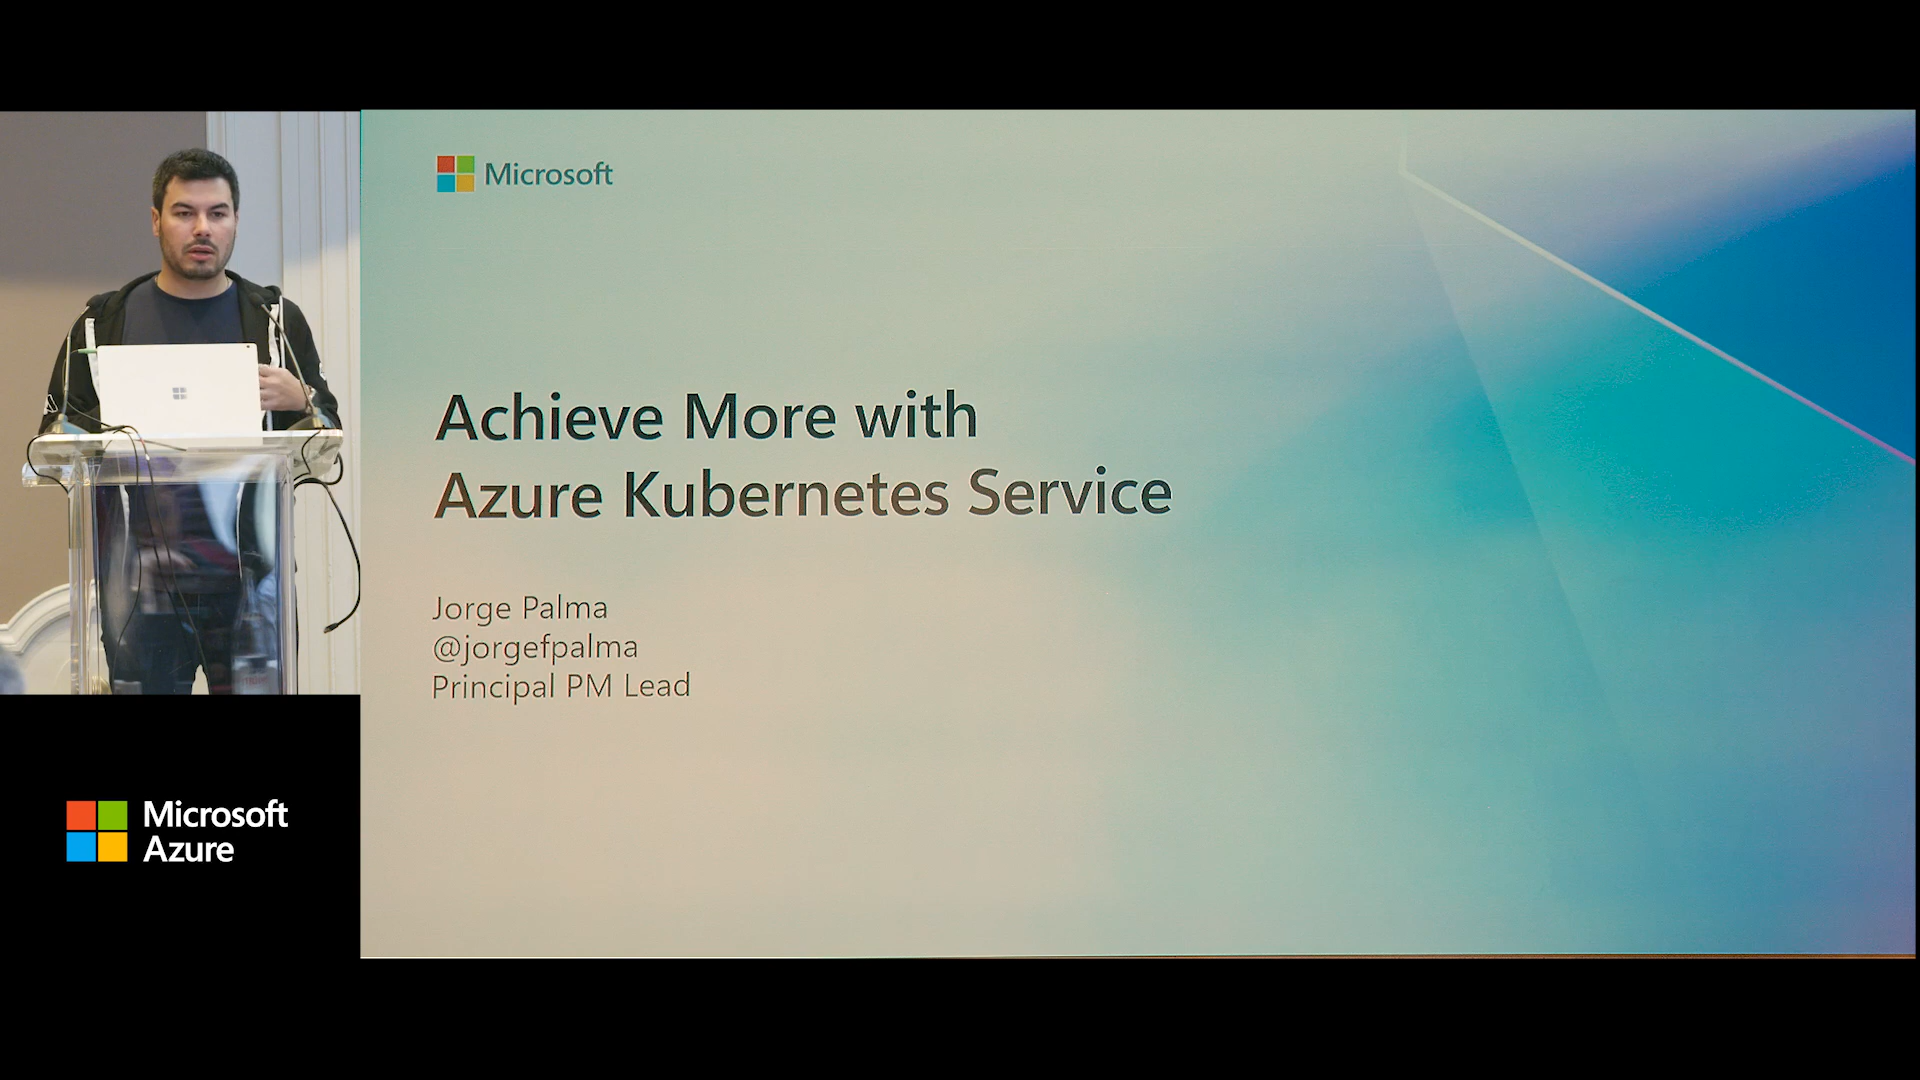 Microsoft
Achieve More with
Azure Kubernetes Service
Jorge Palma
@jorgefpalma
Principal PM Lead
Microsoft
Azure